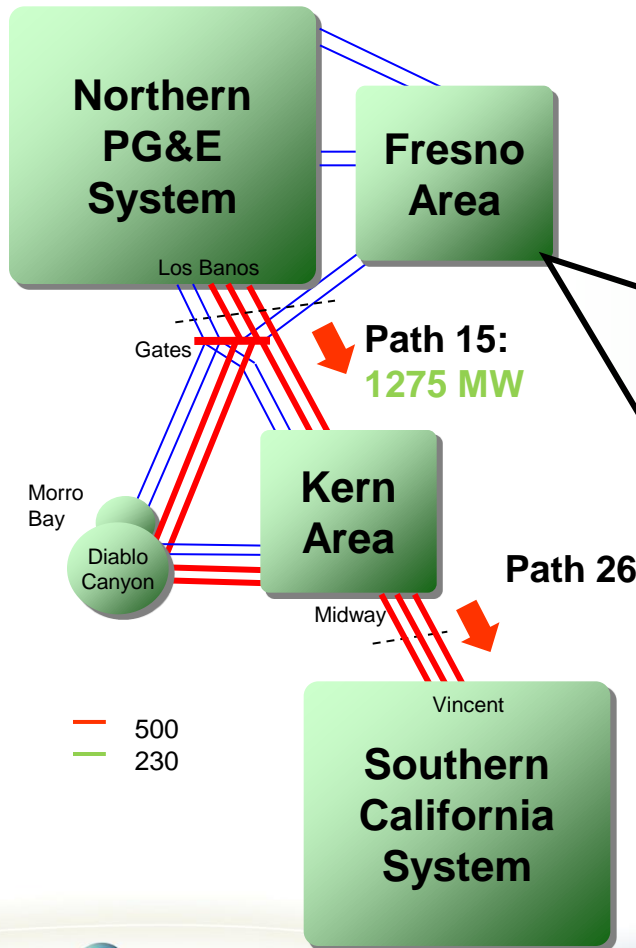 Northern
PG&E
System
Fresno
Area
Los Banos
Gates
Path 15:
1275 MW
Kern
Area
Morro
Bay
Diablo
Canyon
Path 26
Midway
Vincent
500
230
Southern
California
System